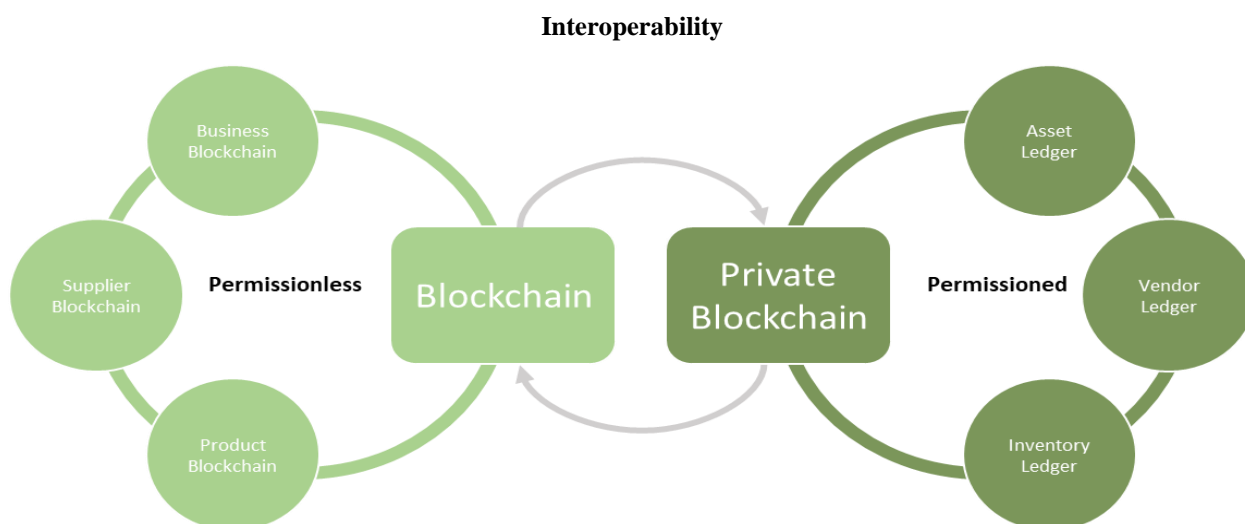 Interoperability
Business
Blockchain
Supplier
Blockchain
Product
Blockchain
Permissionless
Blockchain
Private
Blockchain
Permissioned
Asset
Ledger
Vendor
Ledger
Inventory
Ledger